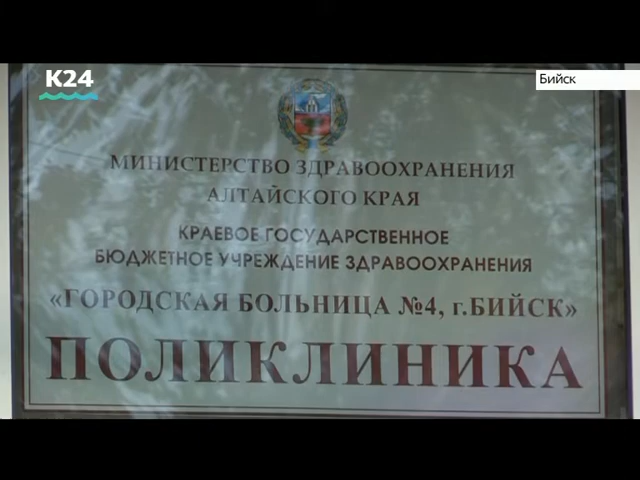 К24
Бийск
МИНИСТЕРСТВО ЗДРАВООХРАНЕНИЯ
АЛТАЙСКОГО КРАЯ
КРАЕВОЕ ГОСУДАРСТВЕННОЕ
БЮДЖЕТНОЕ УЧРЕЖДЕНИЕ ЗДРАВООХРАНЕНИЯ
«ГОРОДСКАЯ БОЛЬНИЦА №4, г.БИЙСК»
ПОЛИКЛИНИКА